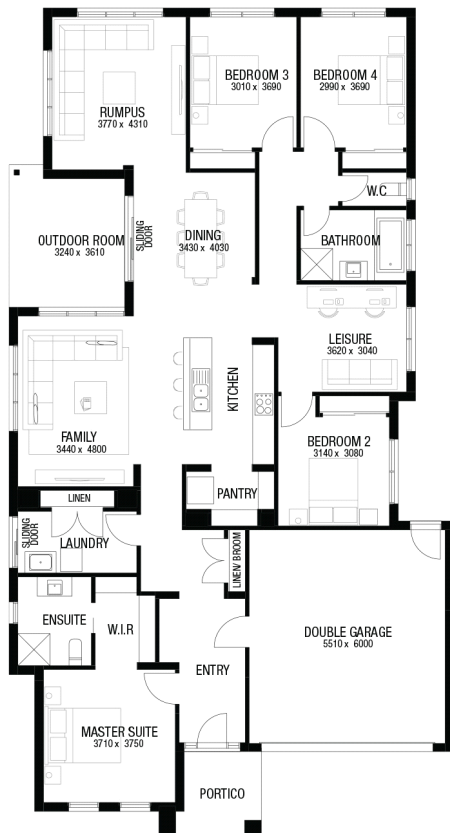 RUMPUS
3770 x 4310
BEDROOM 3
3010 x 3690
BEDROOM 4
2990 x 3690
W.C
OUTDOOR ROOM
3240 x 3610
SLIDING
DOOR
DINING
3430 x 4030
BATHROOM
LEISURE
3620 x 3040
KITCHEN
FAMILY
3440 x 4800
BEDROOM 2
3140 x 3080
LINEN
PANTRY
SLIDING
DOOR
LAUNDRY
LINEN/ BROOM
ENSUITE
W.I.R
DOUBLE GARAGE
5510 x 6000
ENTRY
MASTER SUITE
3710 x 3750
PORTICO